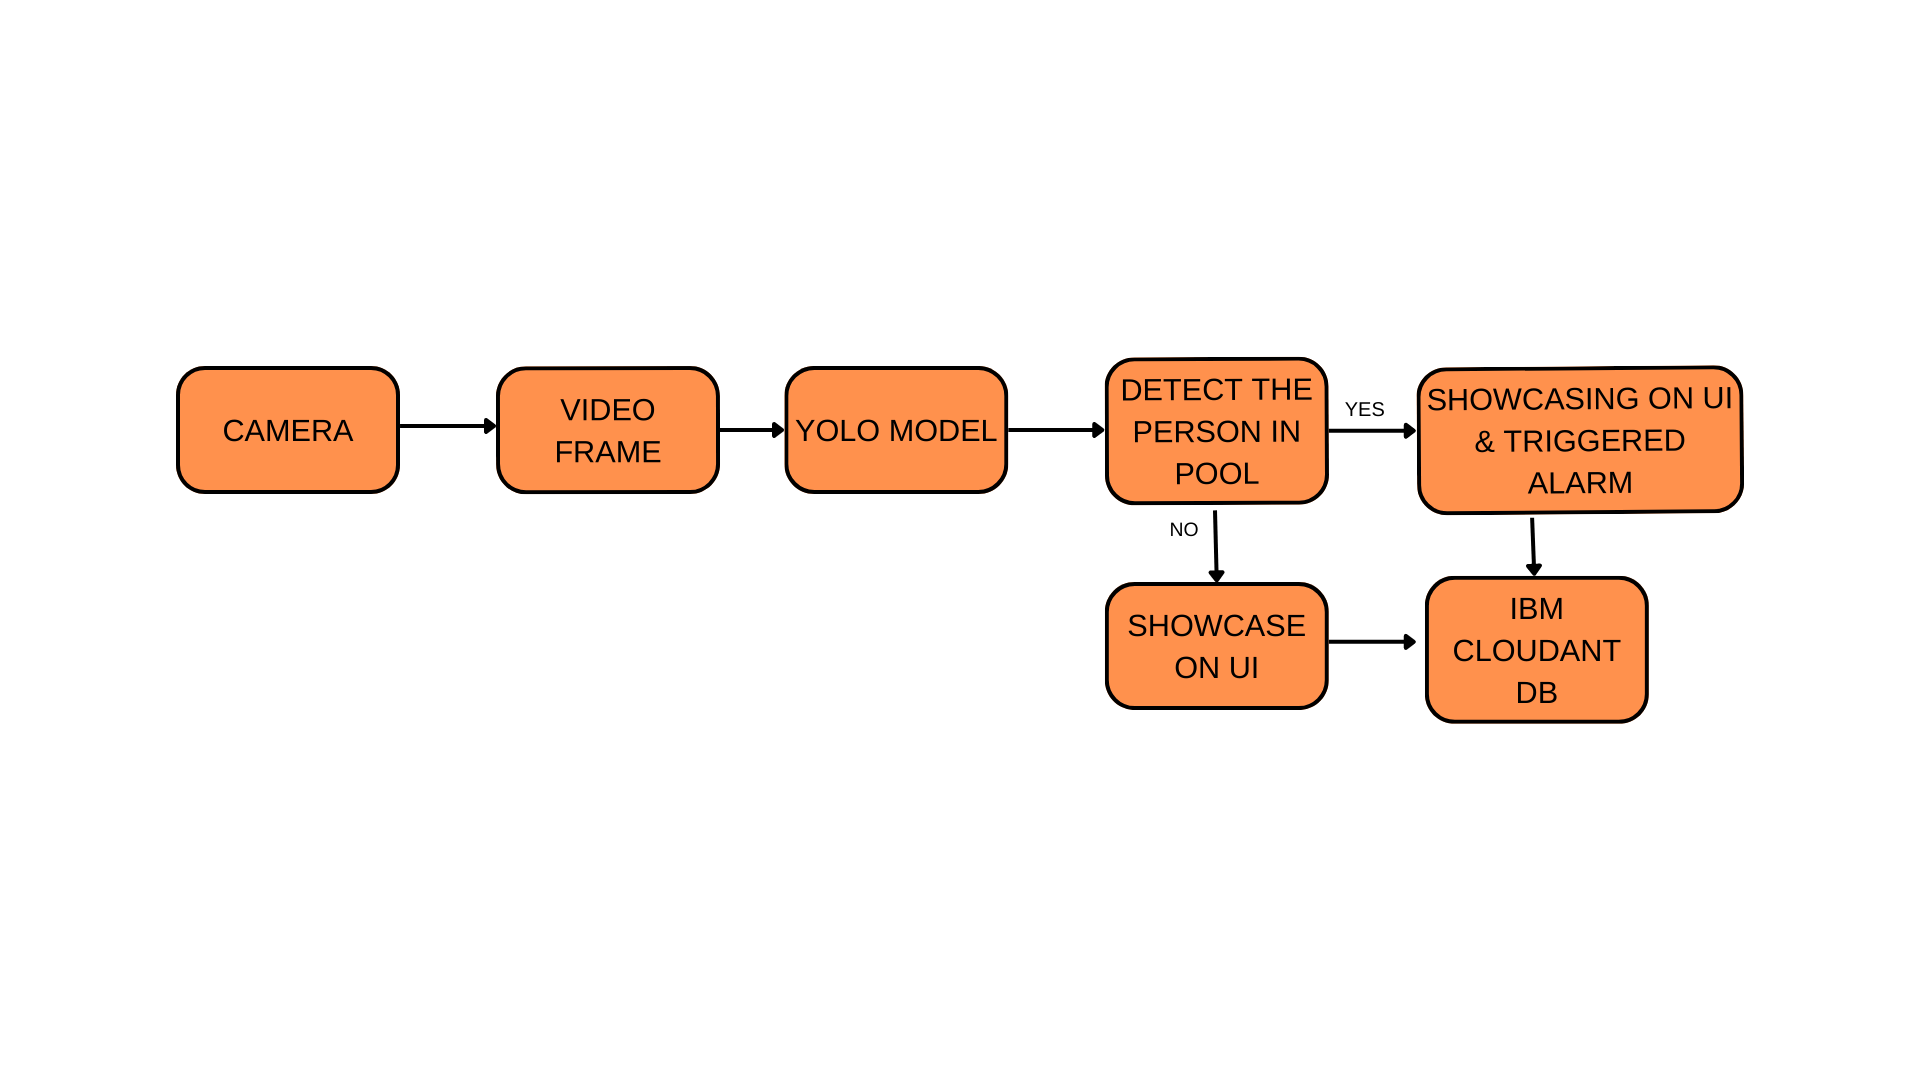 CAMERA
VIDEO
FRAME
YOLO MODEL
DETECT THE
PERSON IN
POOL
YES
SHOWCASING ON UI
& TRIGGERED
ALARM
NO
SHOWCASE
ON UI
IBM
CLOUDANT
DB